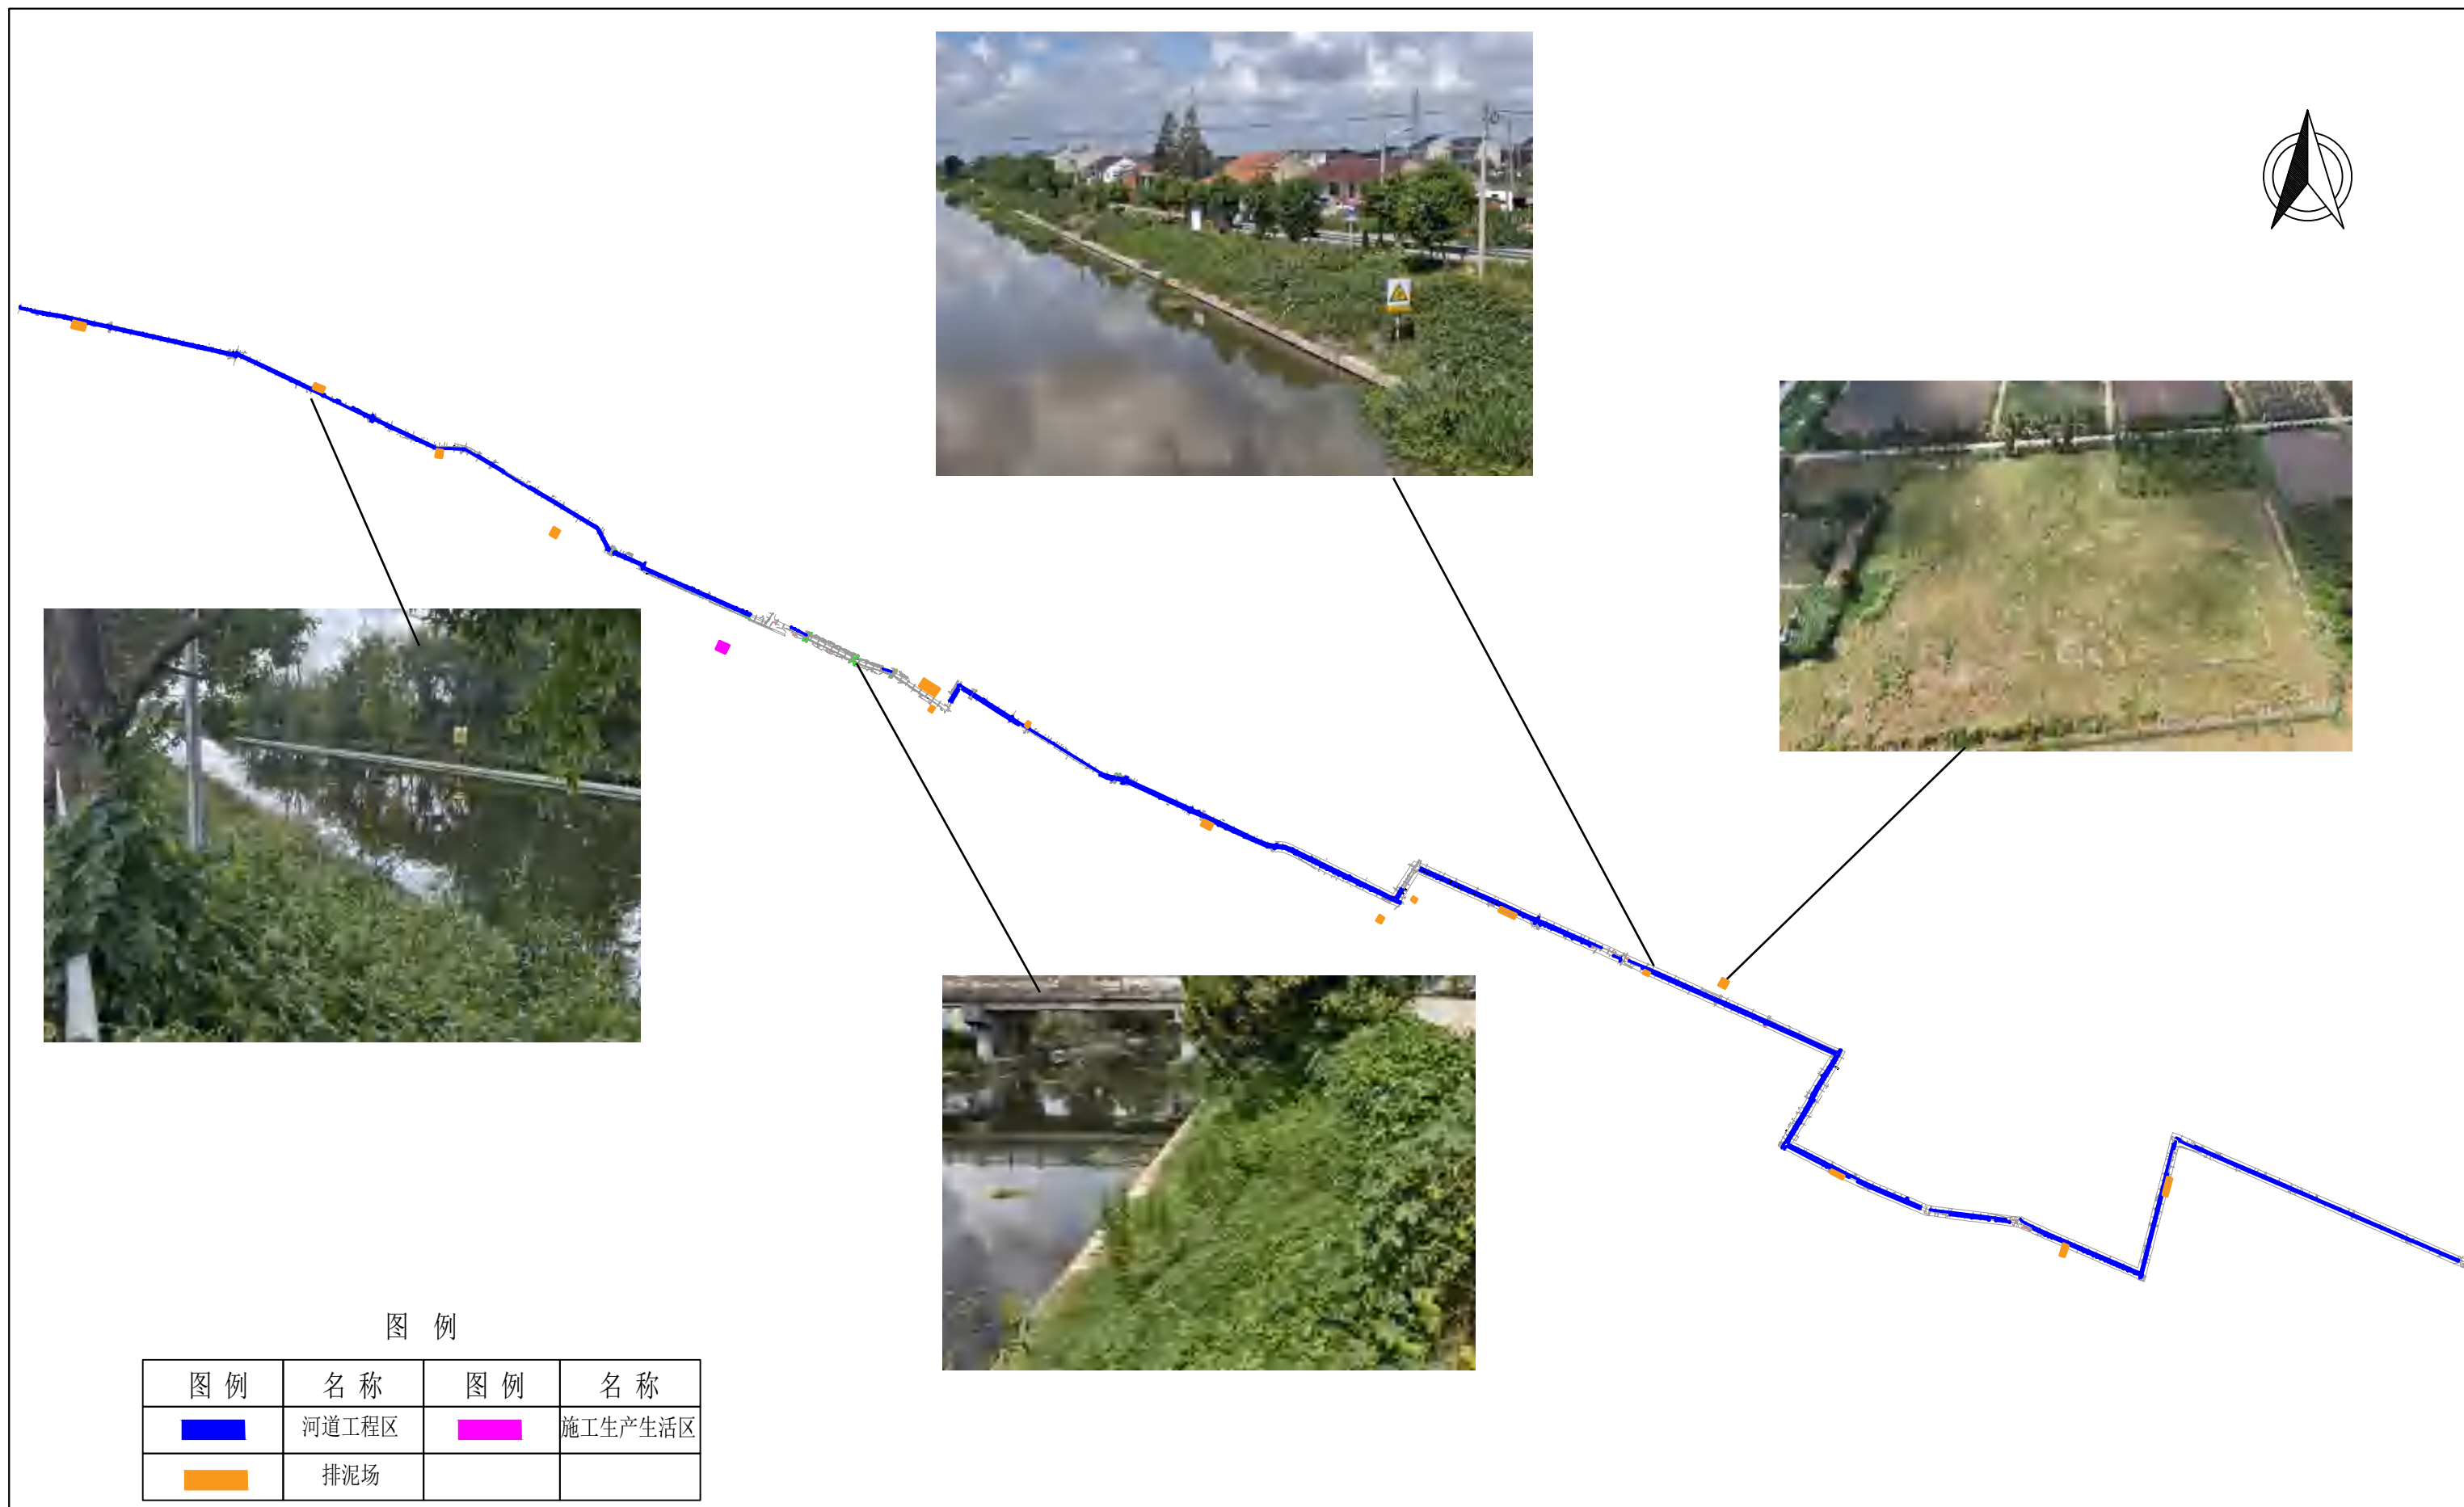 图 例
图 例 名 称 图 例 名 称
河道工程区 施工生产生活区
排泥场